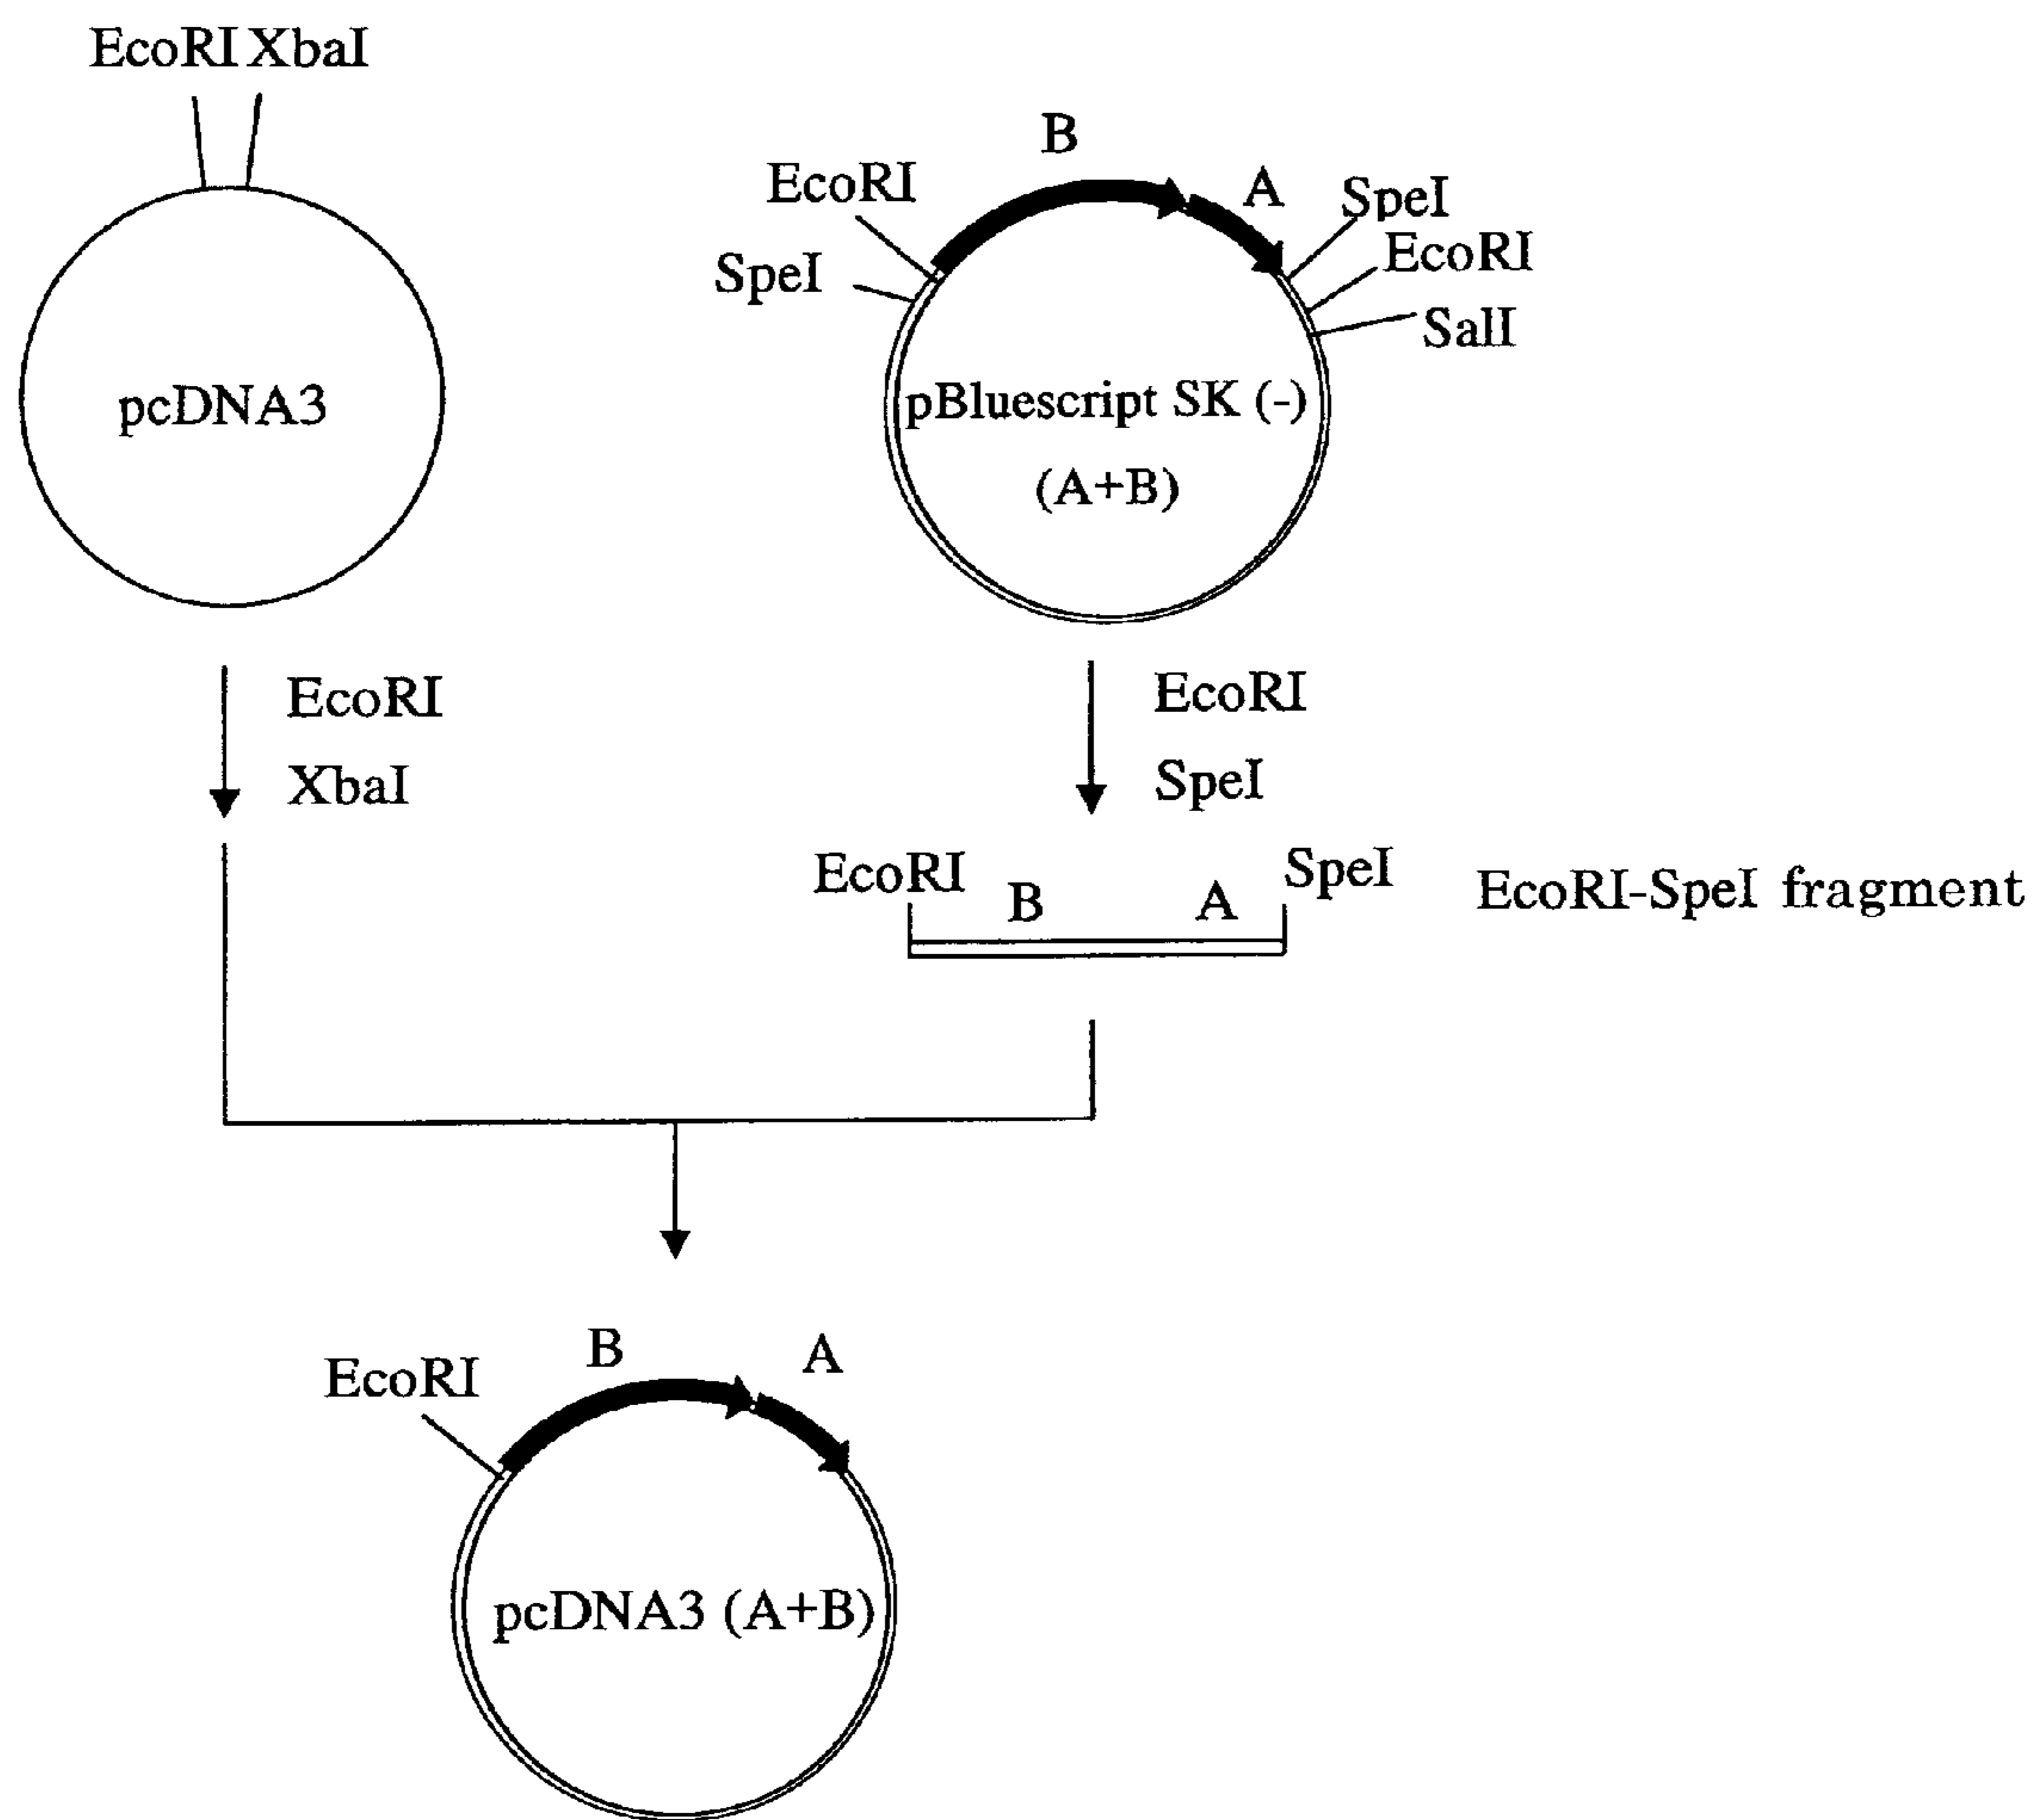 EcoRI XbaI
B
EcoRI
A
SpeI
SpeI
EcoRI
SalI
pcDNA3
pBluescript SK (-)
(A+B)
EcoRI
XbaI
EcoRI
SpeI
EcoRI
B
A
SpeI
EcoRI-SpeI fragment
B
A
EcoRI
pcDNA3 (A+B)